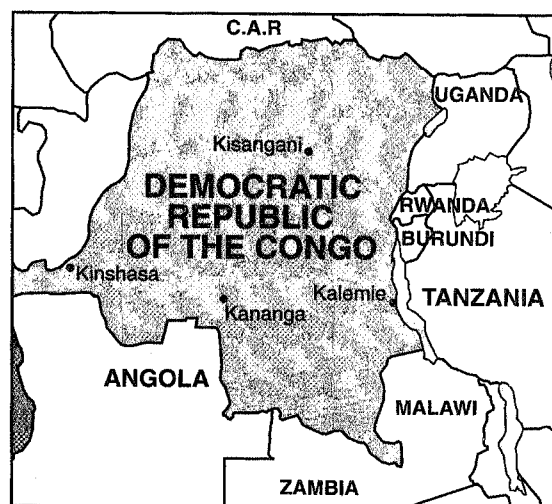 C.A.R
UGANDA
Kisangani
DEMOCRATIC
REPUBLIC
OF THE CONGO
RWANDA
BURUNDI
Kinshasa
Kalemie
TANZANIA
Kananga
ANGOLA
MALAWI
ZAMBIA